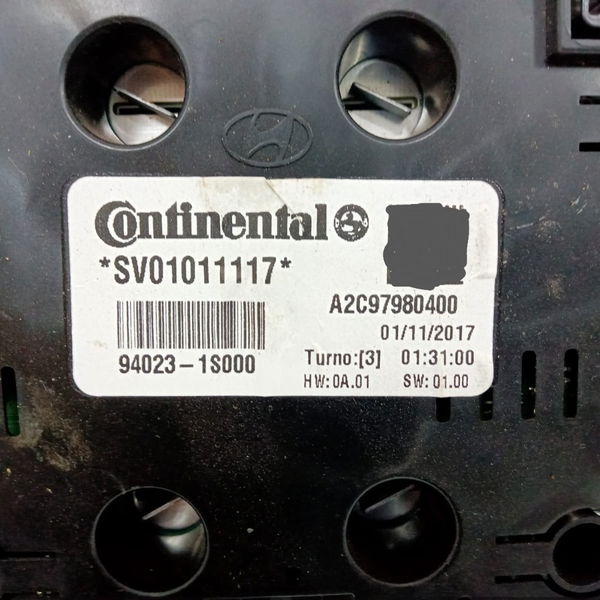 Continental
*SV01011117*
A2C97980400
01/11/2017
94023-1S000
Turno:[3] 01:31:00
HW:0A.01 SW:01.00